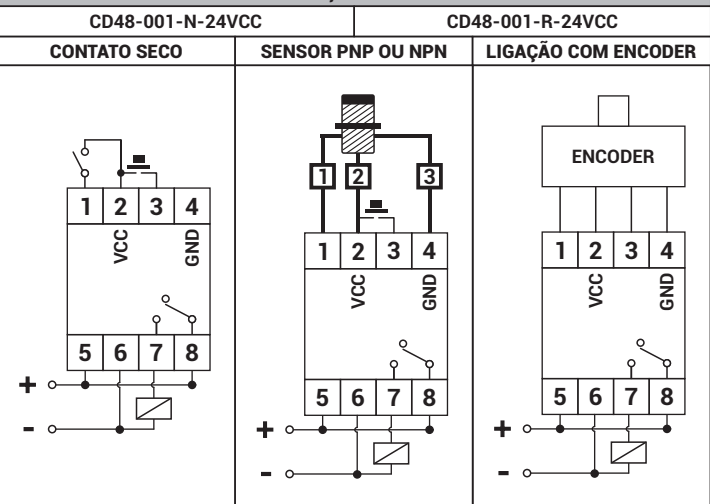 CD48-001-N-24VCC
CD48-001-R-24VCC
CONTATO SECO
SENSOR PNP OU NPN
LIGAÇÃO COM ENCODER
1 2 3 4
VCC
GND
5 6 7 8
+
-
1 2 3
1 2 3 4
VCC
GND
5 6 7 8
+
-
ENCODER
1 2 3 4
VCC
GND
5 6 7 8
+
-